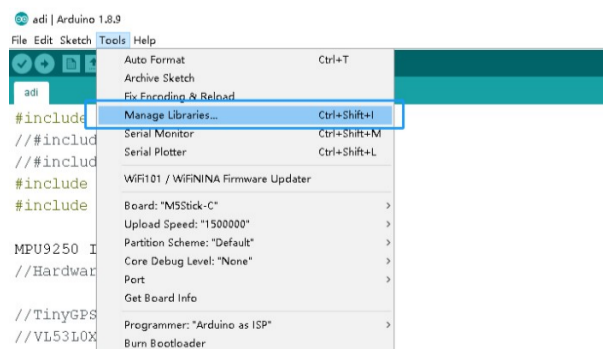 adi | Arduino 1.8.9
File Edit Sketch Tools Help
adi
Auto Format Ctrl+T
Archive Sketch
Fix Encoding & Reload
Manage Libraries... Ctrl+Shift+I
Serial Monitor Ctrl+Shift+M
Serial Plotter Ctrl+Shift+L
WiFi101 / WiFiNINA Firmware Updater
Board: "M5Stick-C"
Upload Speed: "1500000"
Partition Scheme: "Default"
Core Debug Level: "None"
Port
Get Board Info
Programmer: "Arduino as ISP"
Burn Bootloader
#include
//#includ
//#includ
#include
#include
MPU9250 I
//Hardwar
//TinyGPS
//VL53L0X